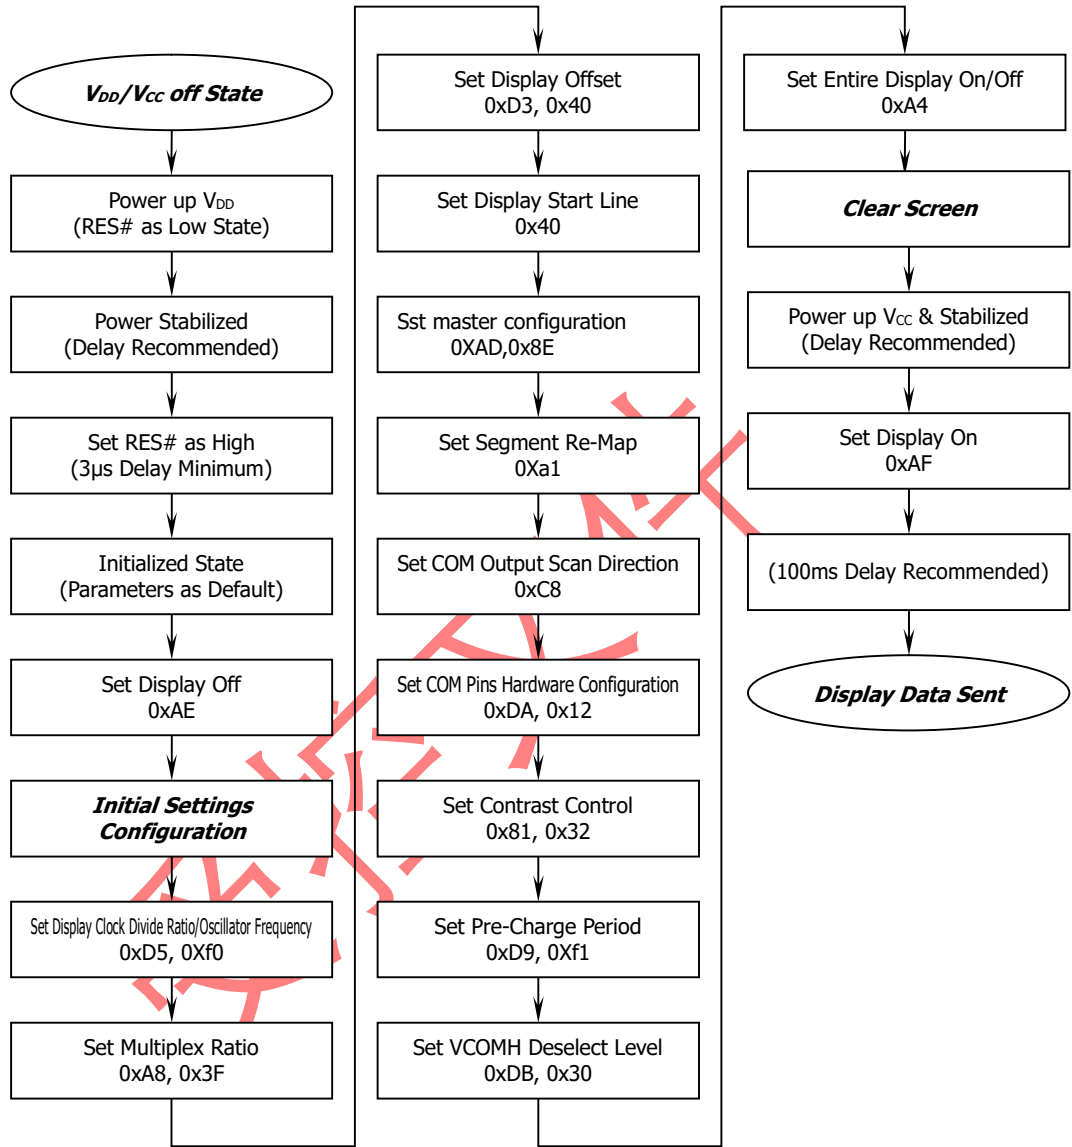 V_DD/V_CC off State
Power up V_DD
(RES# as Low State)
Power Stabilized
(Delay Recommended)
Set RES# as High
(3µs Delay Minimum)
Initialized State
(Parameters as Default)
Set Display Off
0xAE
Initial Settings
Configuration
Set Display Clock Divide Ratio/Oscillator Frequency
0xD5, 0Xf0
Set Multiplex Ratio
0xA8, 0x3F
Set Display Offset
0xD3, 0x40
Set Display Start Line
0x40
Sst master configuration
0XAD,0x8E
Set Segment Re-Map
0Xa1
Set COM Output Scan Direction
0xC8
Set COM Pins Hardware Configuration
0xDA, 0x12
Set Contrast Control
0x81, 0x32
Set Pre-Charge Period
0xD9, 0Xf1
Set VCOMH Deselect Level
0xDB, 0x30
Set Entire Display On/Off
0xA4
Clear Screen
Power up V_CC & Stabilized
(Delay Recommended)
Set Display On
0xAF
(100ms Delay Recommended)
Display Data Sent